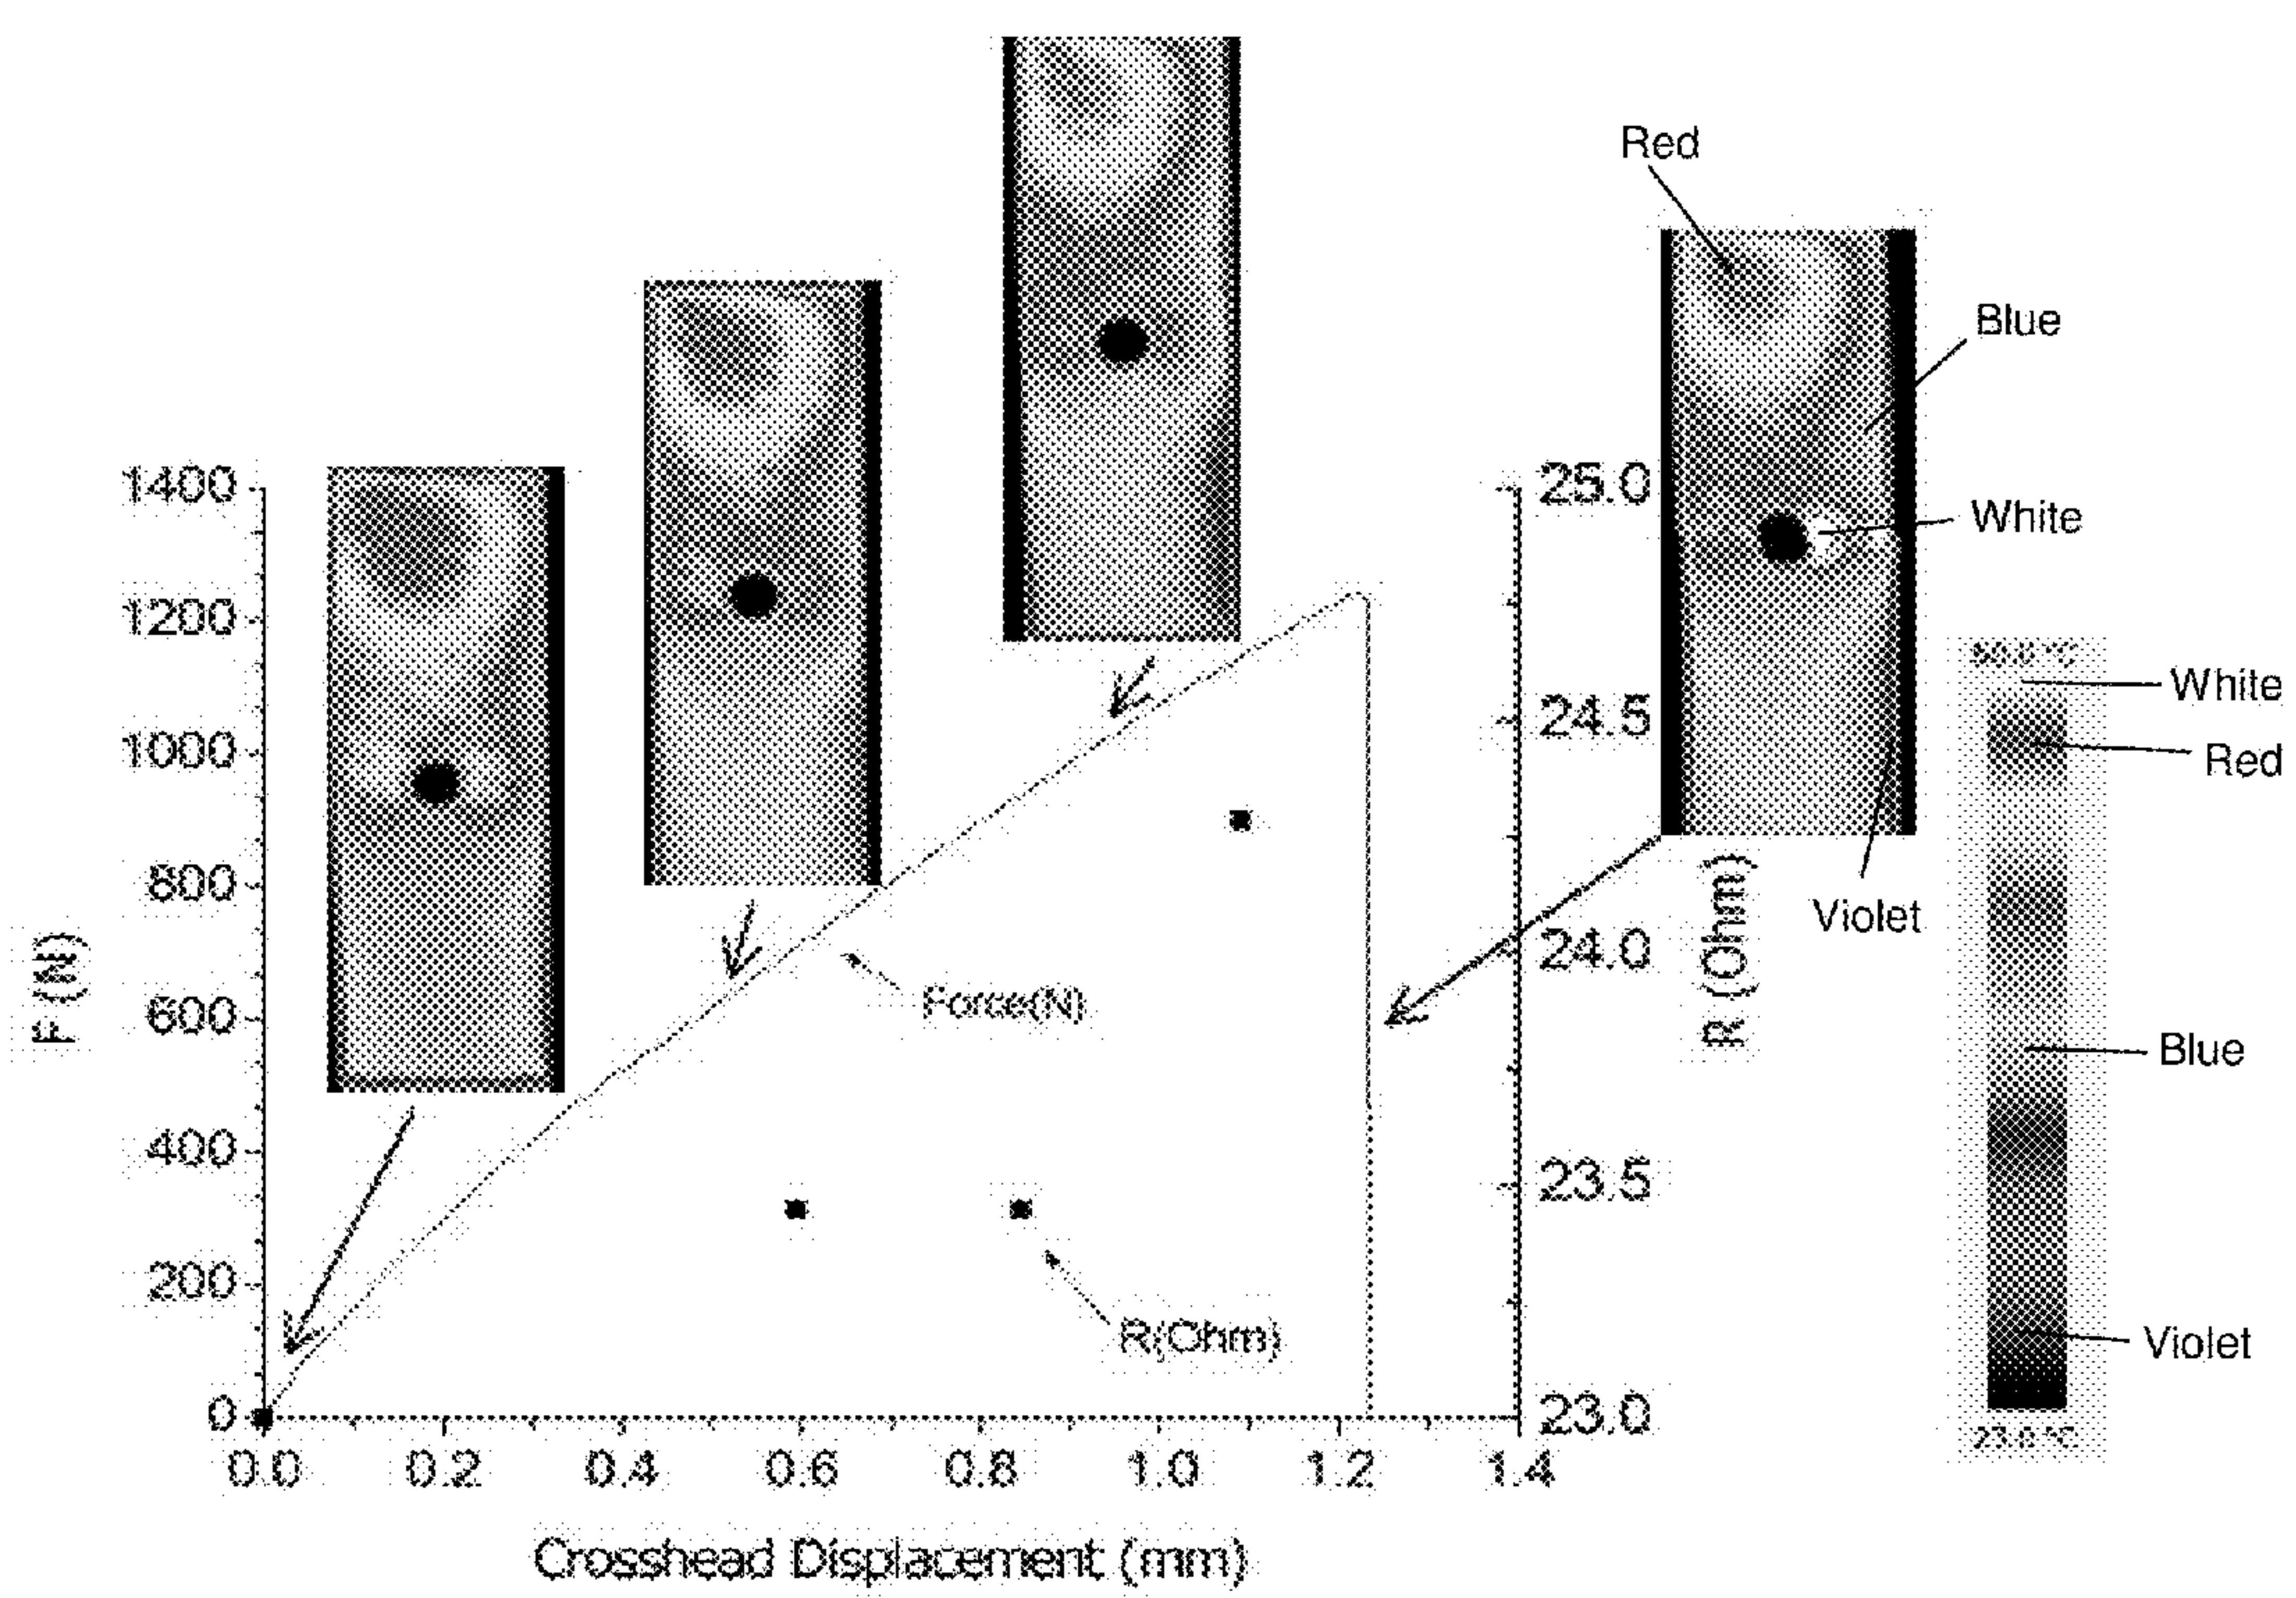 Red
Blue
White
1400
1200
1000
800
600
400
200
0
F (N)
25.0
24.5
24.0
23.5
23.0
R (Ohm)
Force(N)
R(Ohm)
0.0 0.2 0.4 0.6 0.8 1.0 1.2 1.4
Crosshead Displacement (mm)
Violet
White
Red
Blue
Violet
23.0 °C